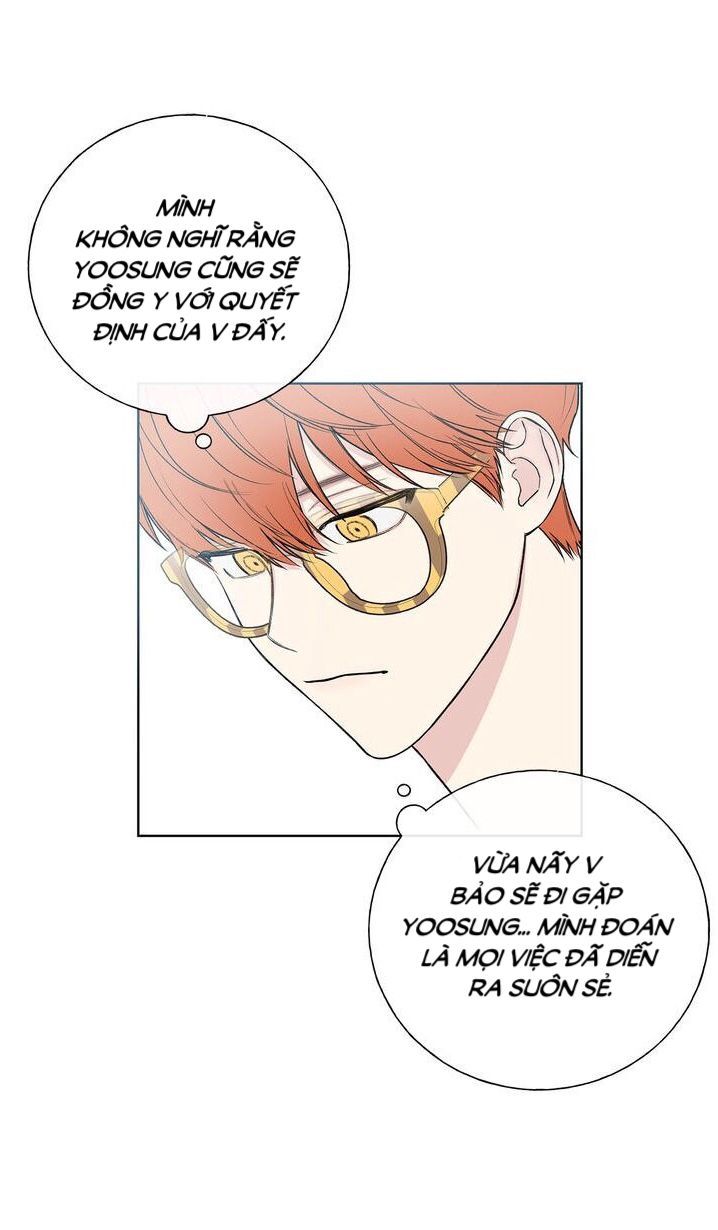 MÌNH
KHÔNG NGHĨ RẰNG
YOOSUNG CŨNG SẼ
ĐỒNG Ý VỚI QUYẾT
ĐỊNH CỦA V ĐẤY.
VỪA NÃY V
BẢO SẼ ĐI GẶP
YOOSUNG... MÌNH ĐOÁN
LÀ MỌI VIỆC ĐÃ DIỄN
RA SUÔN SẺ.